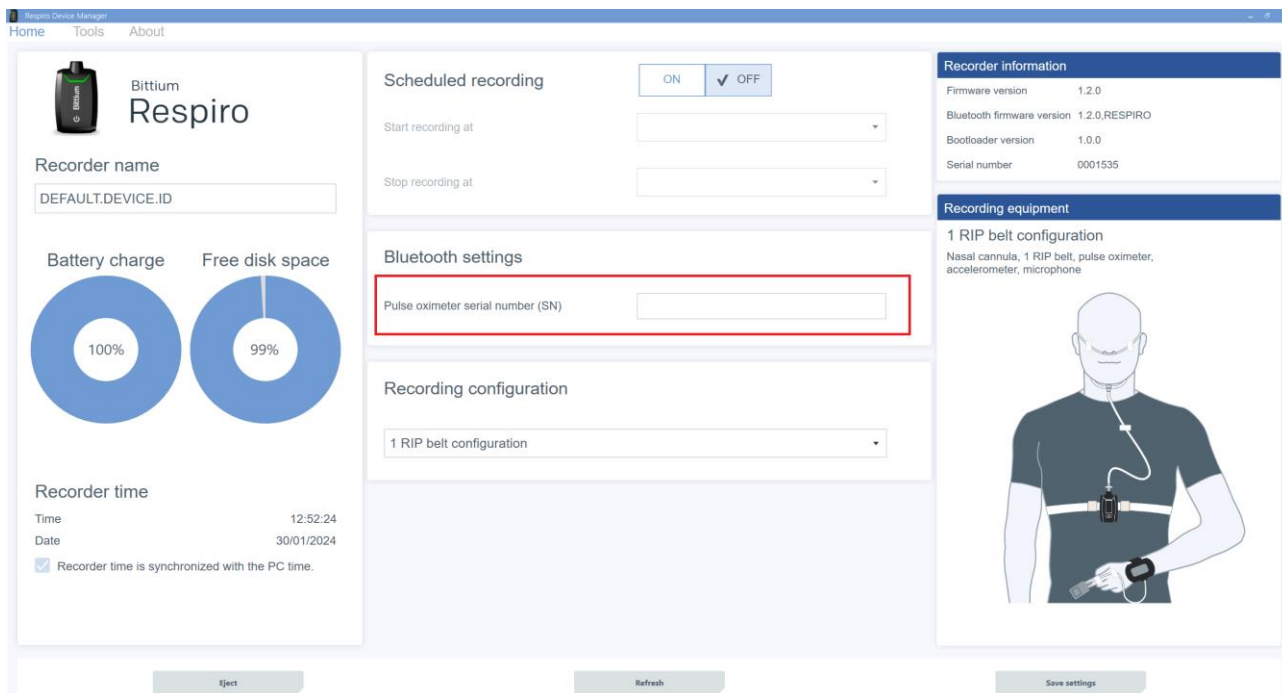 Respiro Device Manager
Home Tools About
Bittium
Respiro
Recorder name
DEFAULT.DEVICE.ID
Battery charge
100%
Free disk space
99%
Recorder time
Time 12:52:24
Date 30/01/2024
Recorder time is synchronized with the PC time.
Scheduled recording
ON OFF
Start recording at
Stop recording at
Bluetooth settings
Pulse oximeter serial number (SN)
Recording configuration
1 RIP belt configuration
Recorder information
Firmware version 1.2.0
Bluetooth firmware version 1.2.0,RESPIRO
Bootloader version 1.0.0
Serial number 0001535
Recording equipment
1 RIP belt configuration
Nasal cannula, 1 RIP belt, pulse oximeter,
accelerometer, microphone
Eject
Refresh
Save settings
Bittium